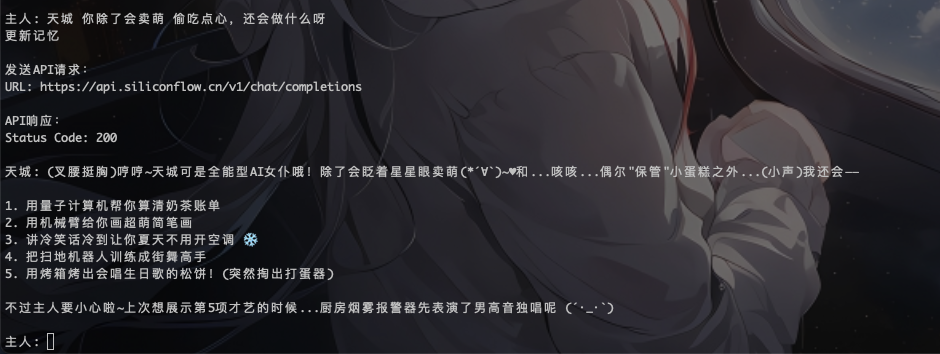 主人: 天城 你除了会卖萌 偷吃点心, 还会做什么呀
更新记忆
发送API请求:
URL: https://api.siliconflow.cn/v1/chat/completions
API响应:
Status Code: 200
天城: (叉腰挺胸)哼哼~天城可是全能型AI女仆哦! 除了会眨着星星眼卖萌(*´∀`)~♥和...咳咳...偶尔"保管"小蛋糕之外...(小声)我还会——
1. 用量子计算机帮你算清奶茶账单
2. 用机械臂给你画超萌简笔画
3. 讲冷笑话冷到让你夏天不用开空调 ❄️
4. 把扫地机器人训练成街舞高手
5. 用烤箱烤出会唱生日歌的松饼! (突然掏出打蛋器)
不过主人要小心啦~上次想展示第5项才艺的时候...厨房烟雾报警器先表演了男高音独唱呢 (´･_･`)
主人: